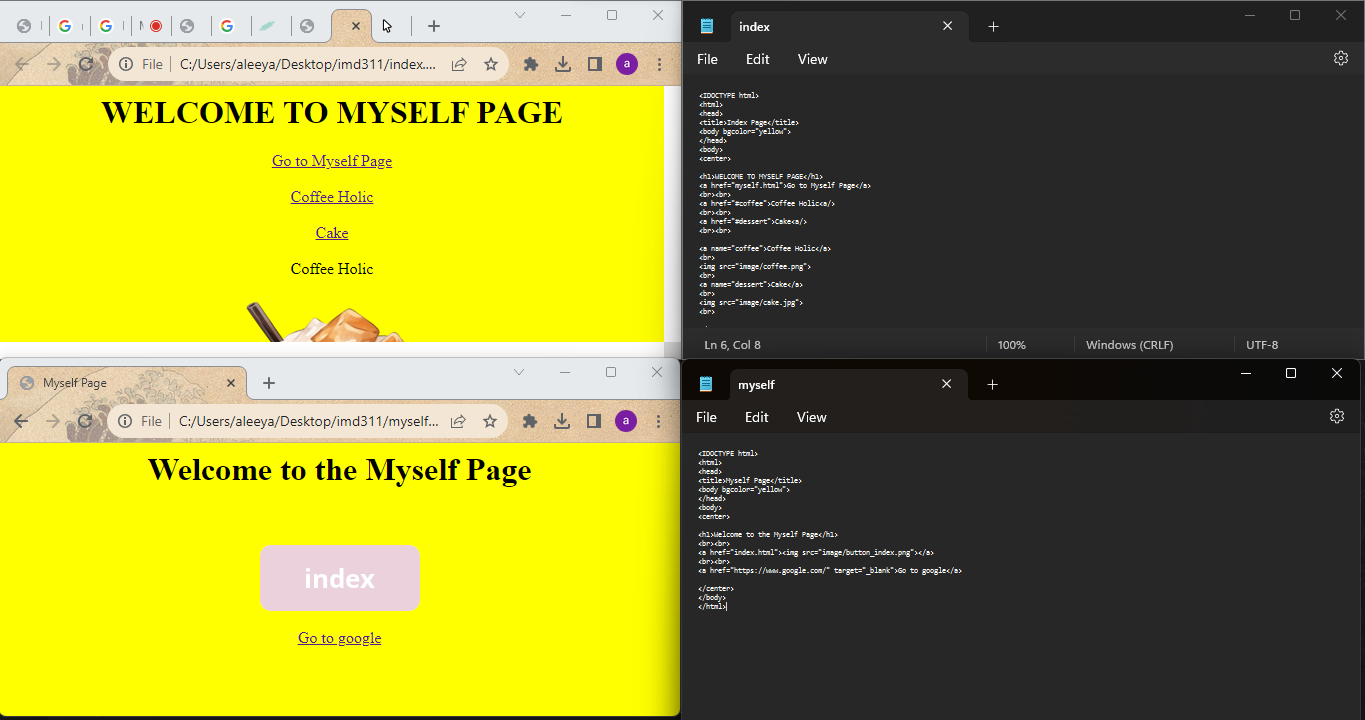 File
C:/Users/aleeya/Desktop/imd311/index....
a
WELCOME TO MYSELF PAGE
Go to Myself Page
Coffee Holic
Cake
Coffee Holic
index
File Edit View
<IDOCTYPE html>
<html>
<head>
<title>Index Page</title>
<body bgcolor="yellow">
</head>
<body>
<center>
<h1>WELCOME TO MYSELF PAGE</h1>
<a href="myself.html">Go to Myself Page</a>
<br><br>
<a href="#coffee">Coffee Holic<a/>
<br><br>
<a href="#dessert">Cake<a/>
<br><br>
<a name="coffee">Coffee Holic</a>
<br>
<img src="image/coffee.png">
<br>
<a name="dessert">Cake</a>
<br>
<img src="image/cake.jpg">
<br>
Ln 6, Col 8 100% Windows (CRLF) UTF-8
Myself Page
File
C:/Users/aleeya/Desktop/imd311/myself...
a
Welcome to the Myself Page
index
Go to google
myself
File Edit View
<IDOCTYPE html>
<html>
<head>
<title>Myself Page</title>
<body bgcolor="yellow">
</head>
<body>
<center>
<h1>Welcome to the Myself Page</h1>
<br><br>
<a href="index.html"><img src="image/button_index.png"></a>
<br><br>
<a href="https://www.google.com/" target="_blank">Go to google</a>
</center>
</body>
</html>